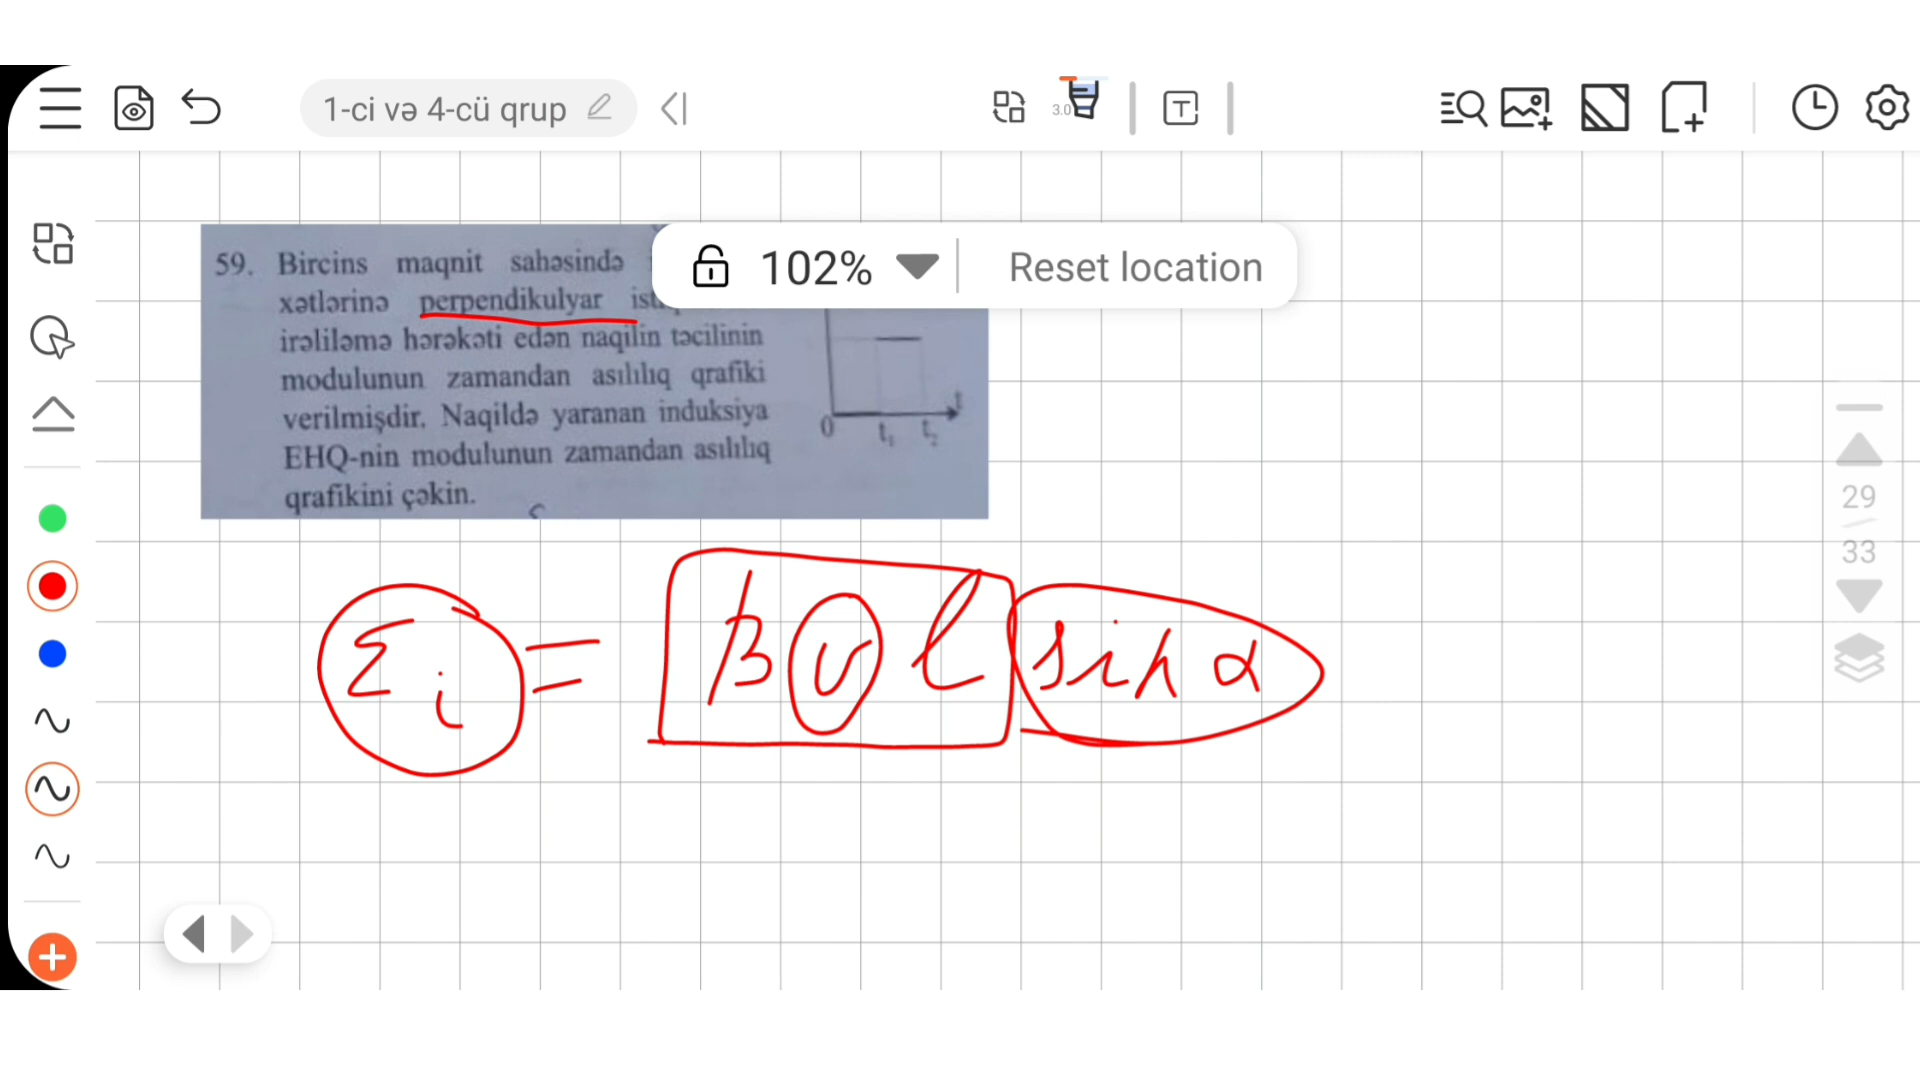 1-ci və 4-cü qrup
3.0
T
102%
Reset location
59. Bircins maqnit sahəsində
xətlərinə perpendikulyar
irəliləmə hərəkəti edən naqilin təcilinin
modulunun zamandan asılılıq qrafiki
verilmişdir. Naqildə yaranan induksiya
EHQ-nin modulunun zamandan asılılıq
qrafikini çəkin.
0 t₁ t₂ t
29
33
Ɛi = B v l sin α